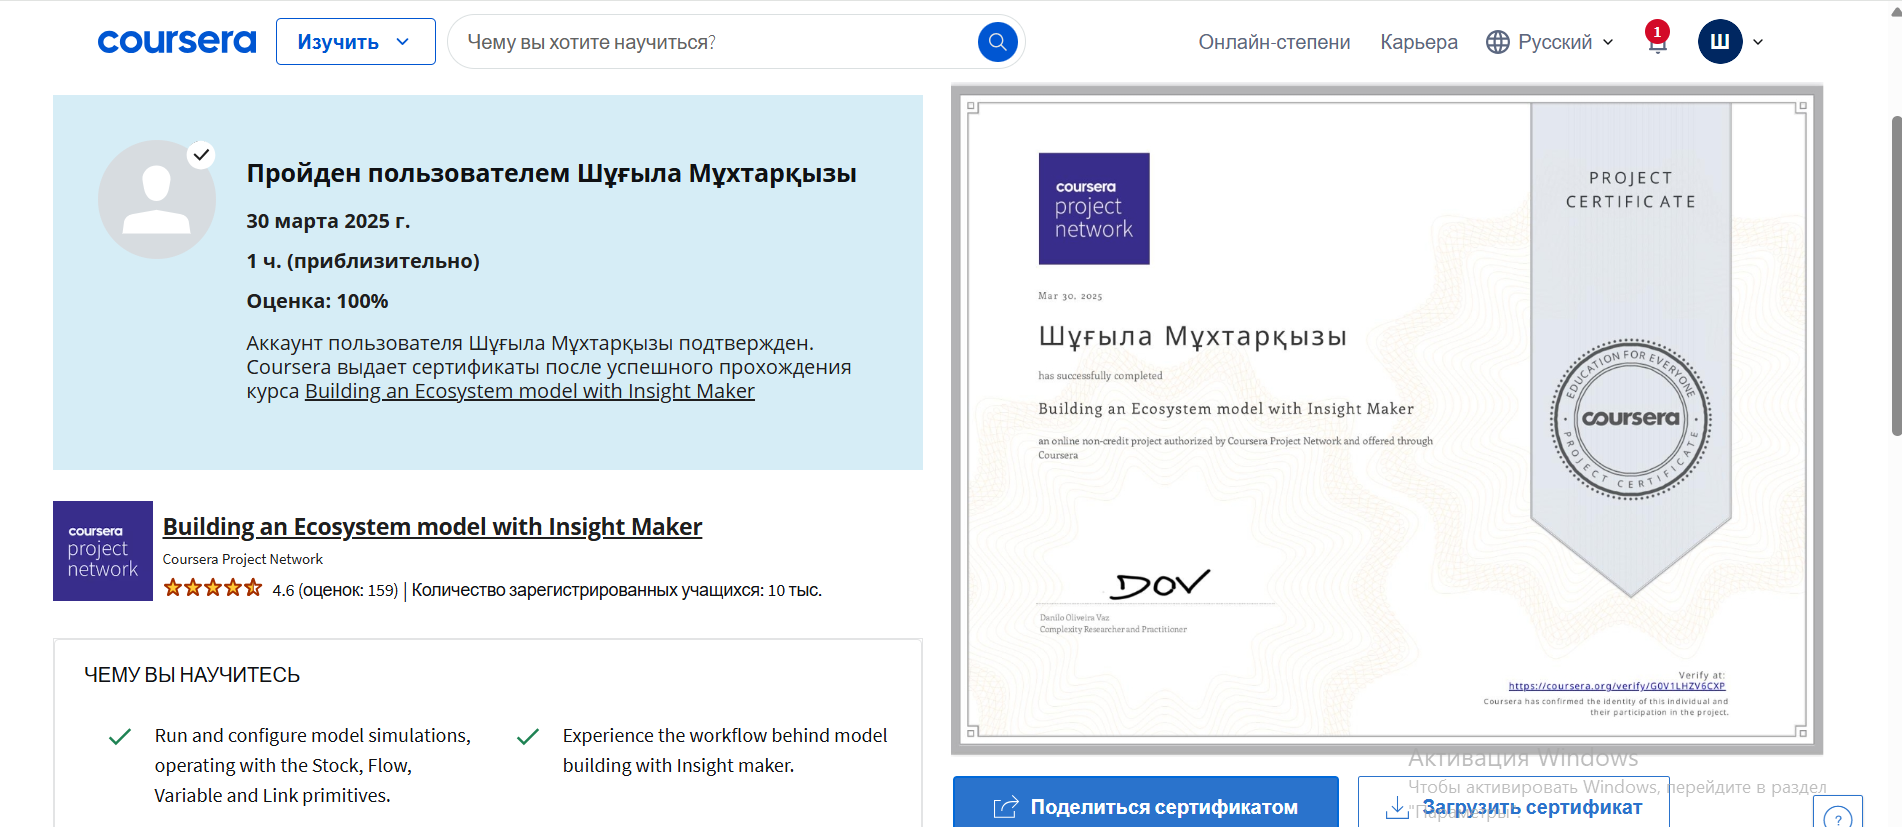 coursera
Изучить
Чему вы хотите научиться?
Онлайн-степени
Карьера
Русский
1
Ш
Пройден пользователем Шұғыла Мұхтарқызы
30 марта 2025 г.
1 ч. (приблизительно)
Оценка: 100%
Аккаунт пользователя Шұғыла Мұхтарқызы подтвержден.
Coursera выдает сертификаты после успешного прохождения
курса Building an Ecosystem model with Insight Maker
coursera
project
network
Building an Ecosystem model with Insight Maker
Coursera Project Network
4.6 (оценок: 159) | Количество зарегистрированных учащихся: 10 тыс.
ЧЕМУ ВЫ НАУЧИТЕСЬ
Run and configure model simulations,
operating with the Stock, Flow,
Variable and Link primitives.
Experience the workflow behind model
building with Insight maker.
coursera
project
network
PROJECT
CERTIFICATE
Mar 30, 2025
Шұғыла Мұхтарқызы
has successfully completed
Building an Ecosystem model with Insight Maker
an online non-credit project authorized by Coursera Project Network and offered through
Coursera
EDUCATION FOR EVERYONE
coursera
PROJECT CERTIFICATE
DOV
Danilo Oliveira Vaz
Complexity Researcher and Practitioner
Verify at:
https://coursera.org/verify/G0V1LHZV6CXP
Coursera has confirmed the identity of this individual and
their participation in the project.
Поделиться сертификатом
Загрузить сертификат
Активация Windows
Чтобы активировать Windows, перейдите в раздел
"Параметры".
?